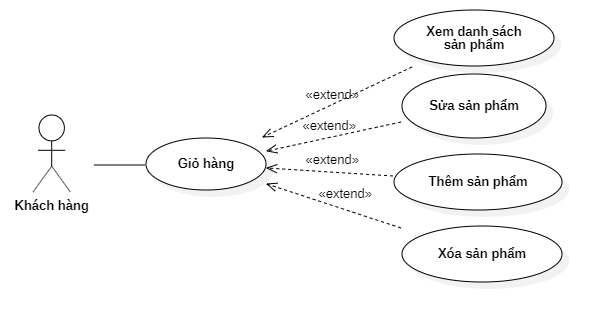 Xem danh sách
sản phẩm
«extend»
Sửa sản phẩm
«extend»
Giỏ hàng
«extend»
Thêm sản phẩm
«extend»
Khách hàng
Xóa sản phẩm